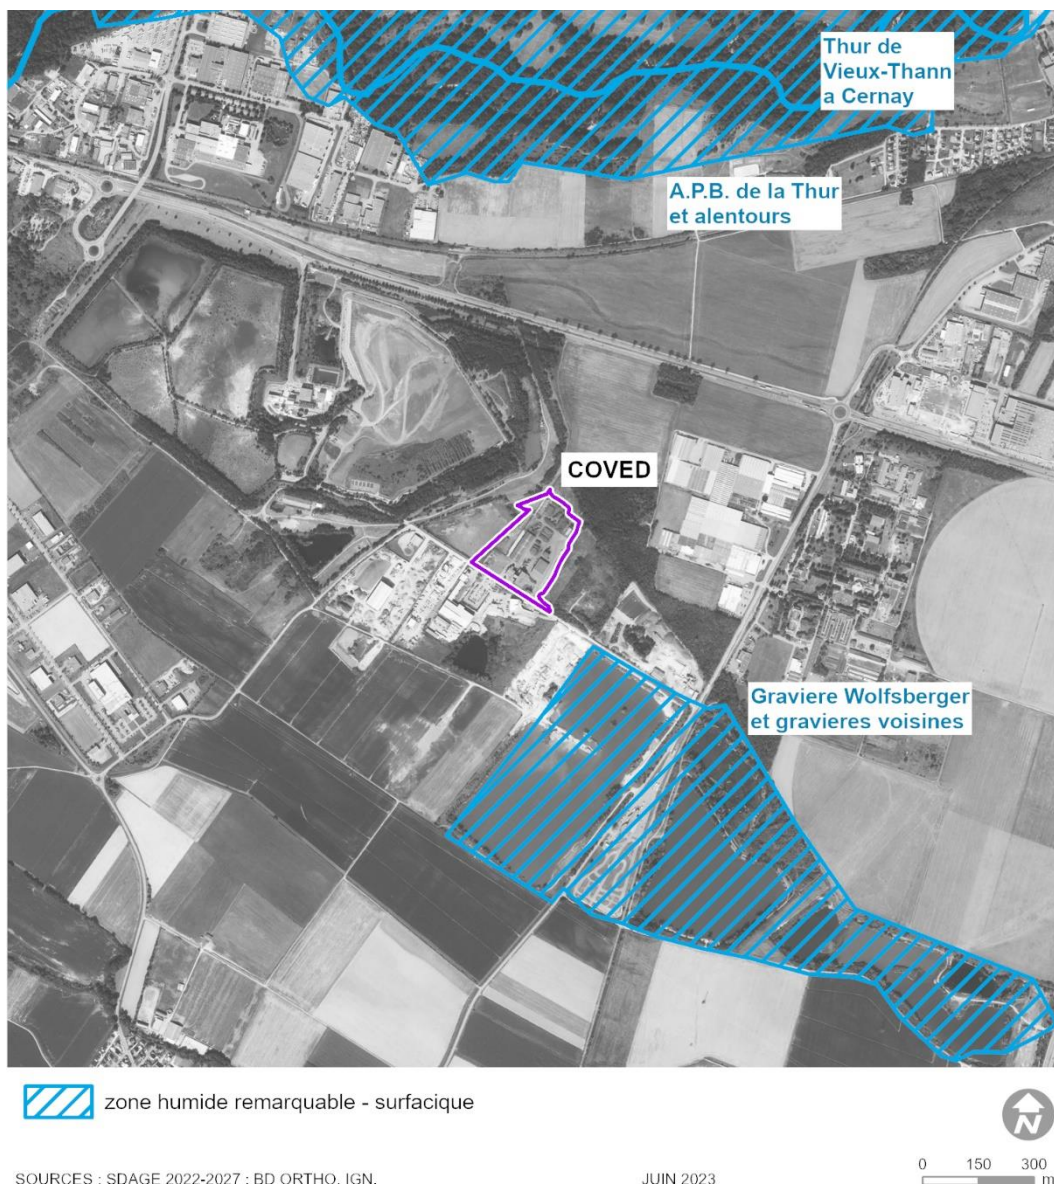 Thur de
Vieux-Thann
a Cernay
A.P.B. de la Thur
et alentours
COVED
Graviere Wolfsberger
et gravieres voisines
zone humide remarquable - surfacique
N
SOURCES : SDAGE 2022-2027 ; BD ORTHO, IGN.
JUIN 2023
0 150 300
m